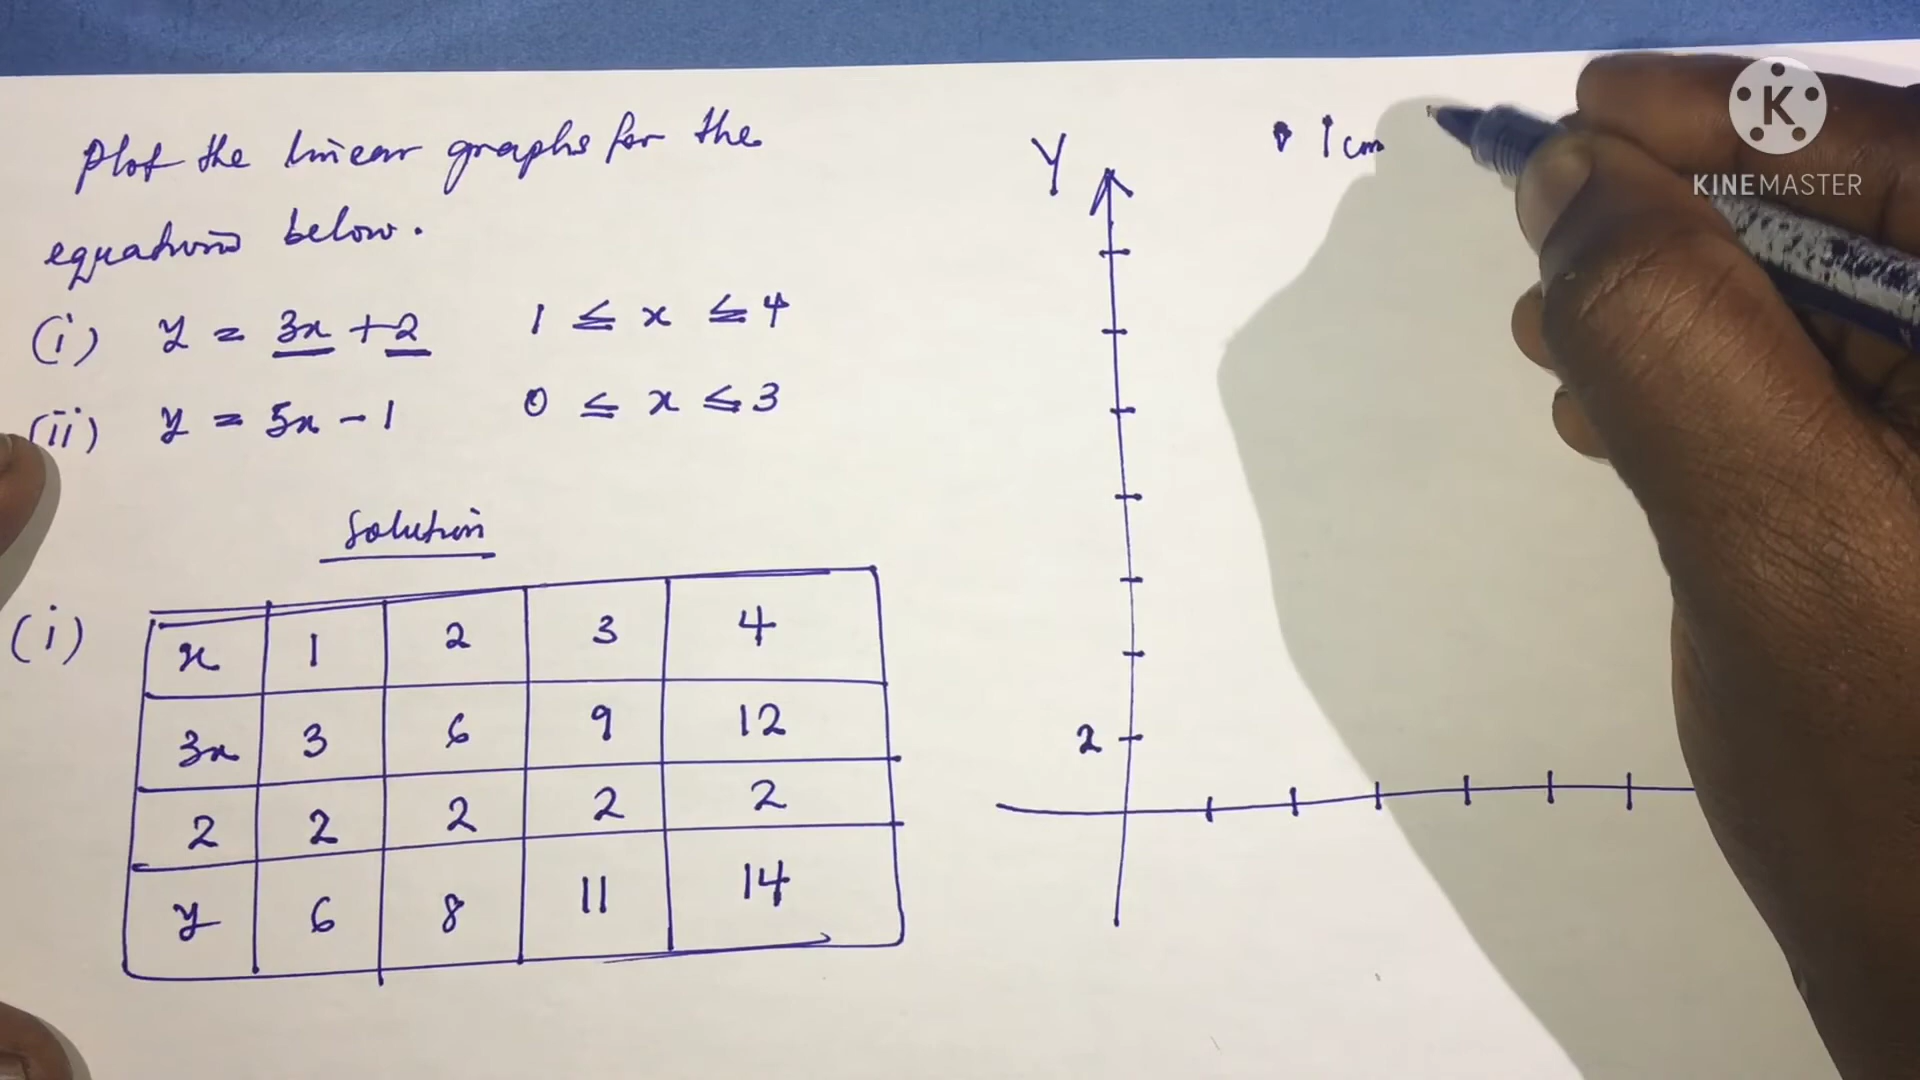 Plot the linear graphs for the
equations below.
(i) y = 3x + 2 1 ≤ x ≤ 4
(ii) y = 5x - 1 0 ≤ x ≤ 3
Solution
(i)
x 1 2 3 4
3x 3 6 9 12
2 2 2 2 2
y 6 8 11 14
Y
1cm
2
K
KINEMASTER